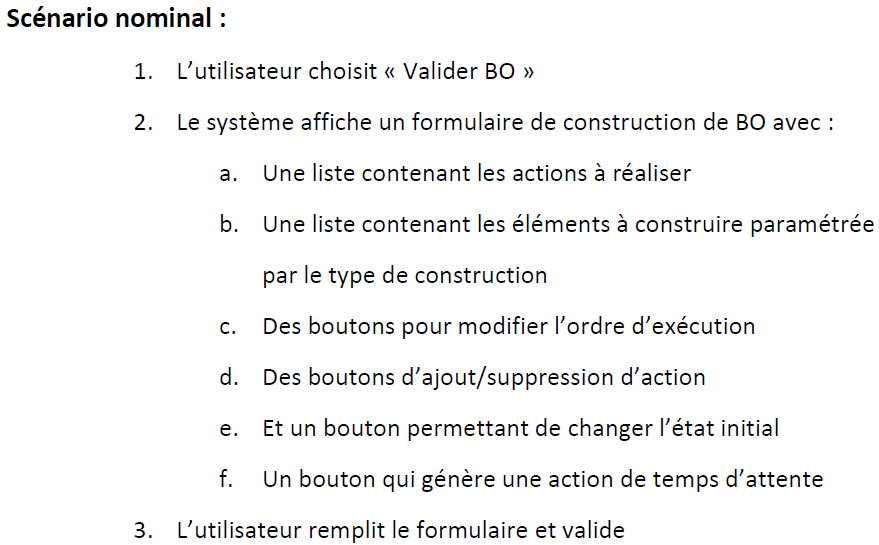 Scénario nominal :
1. L’utilisateur choisit « Valider BO »
2. Le système affiche un formulaire de construction de BO avec :
a. Une liste contenant les actions à réaliser
b. Une liste contenant les éléments à construire paramétrée
par le type de construction
c. Des boutons pour modifier l’ordre d’exécution
d. Des boutons d’ajout/suppression d’action
e. Et un bouton permettant de changer l’état initial
f. Un bouton qui génère une action de temps d’attente
3. L’utilisateur remplit le formulaire et valide